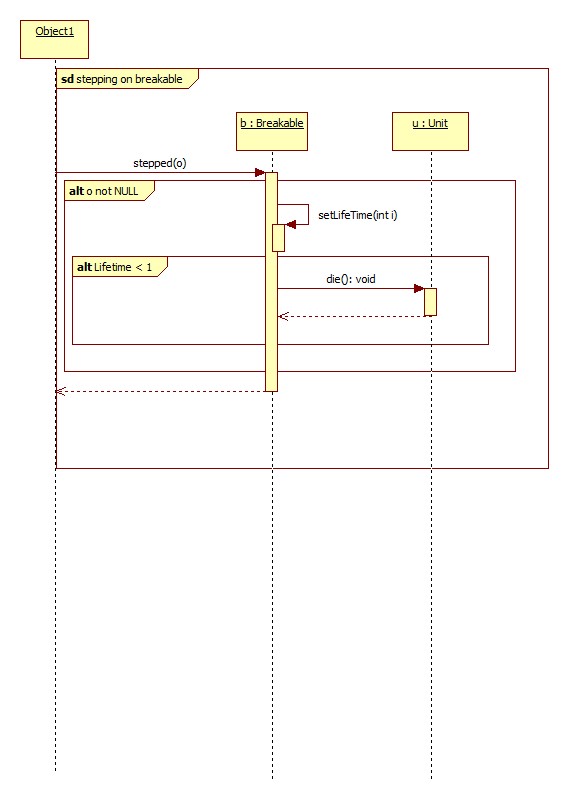 Object1
sd stepping on breakable
b : Breakable
u : Unit
stepped(o)
alt o not NULL
setLifeTime(int i)
alt Lifetime < 1
die(): void